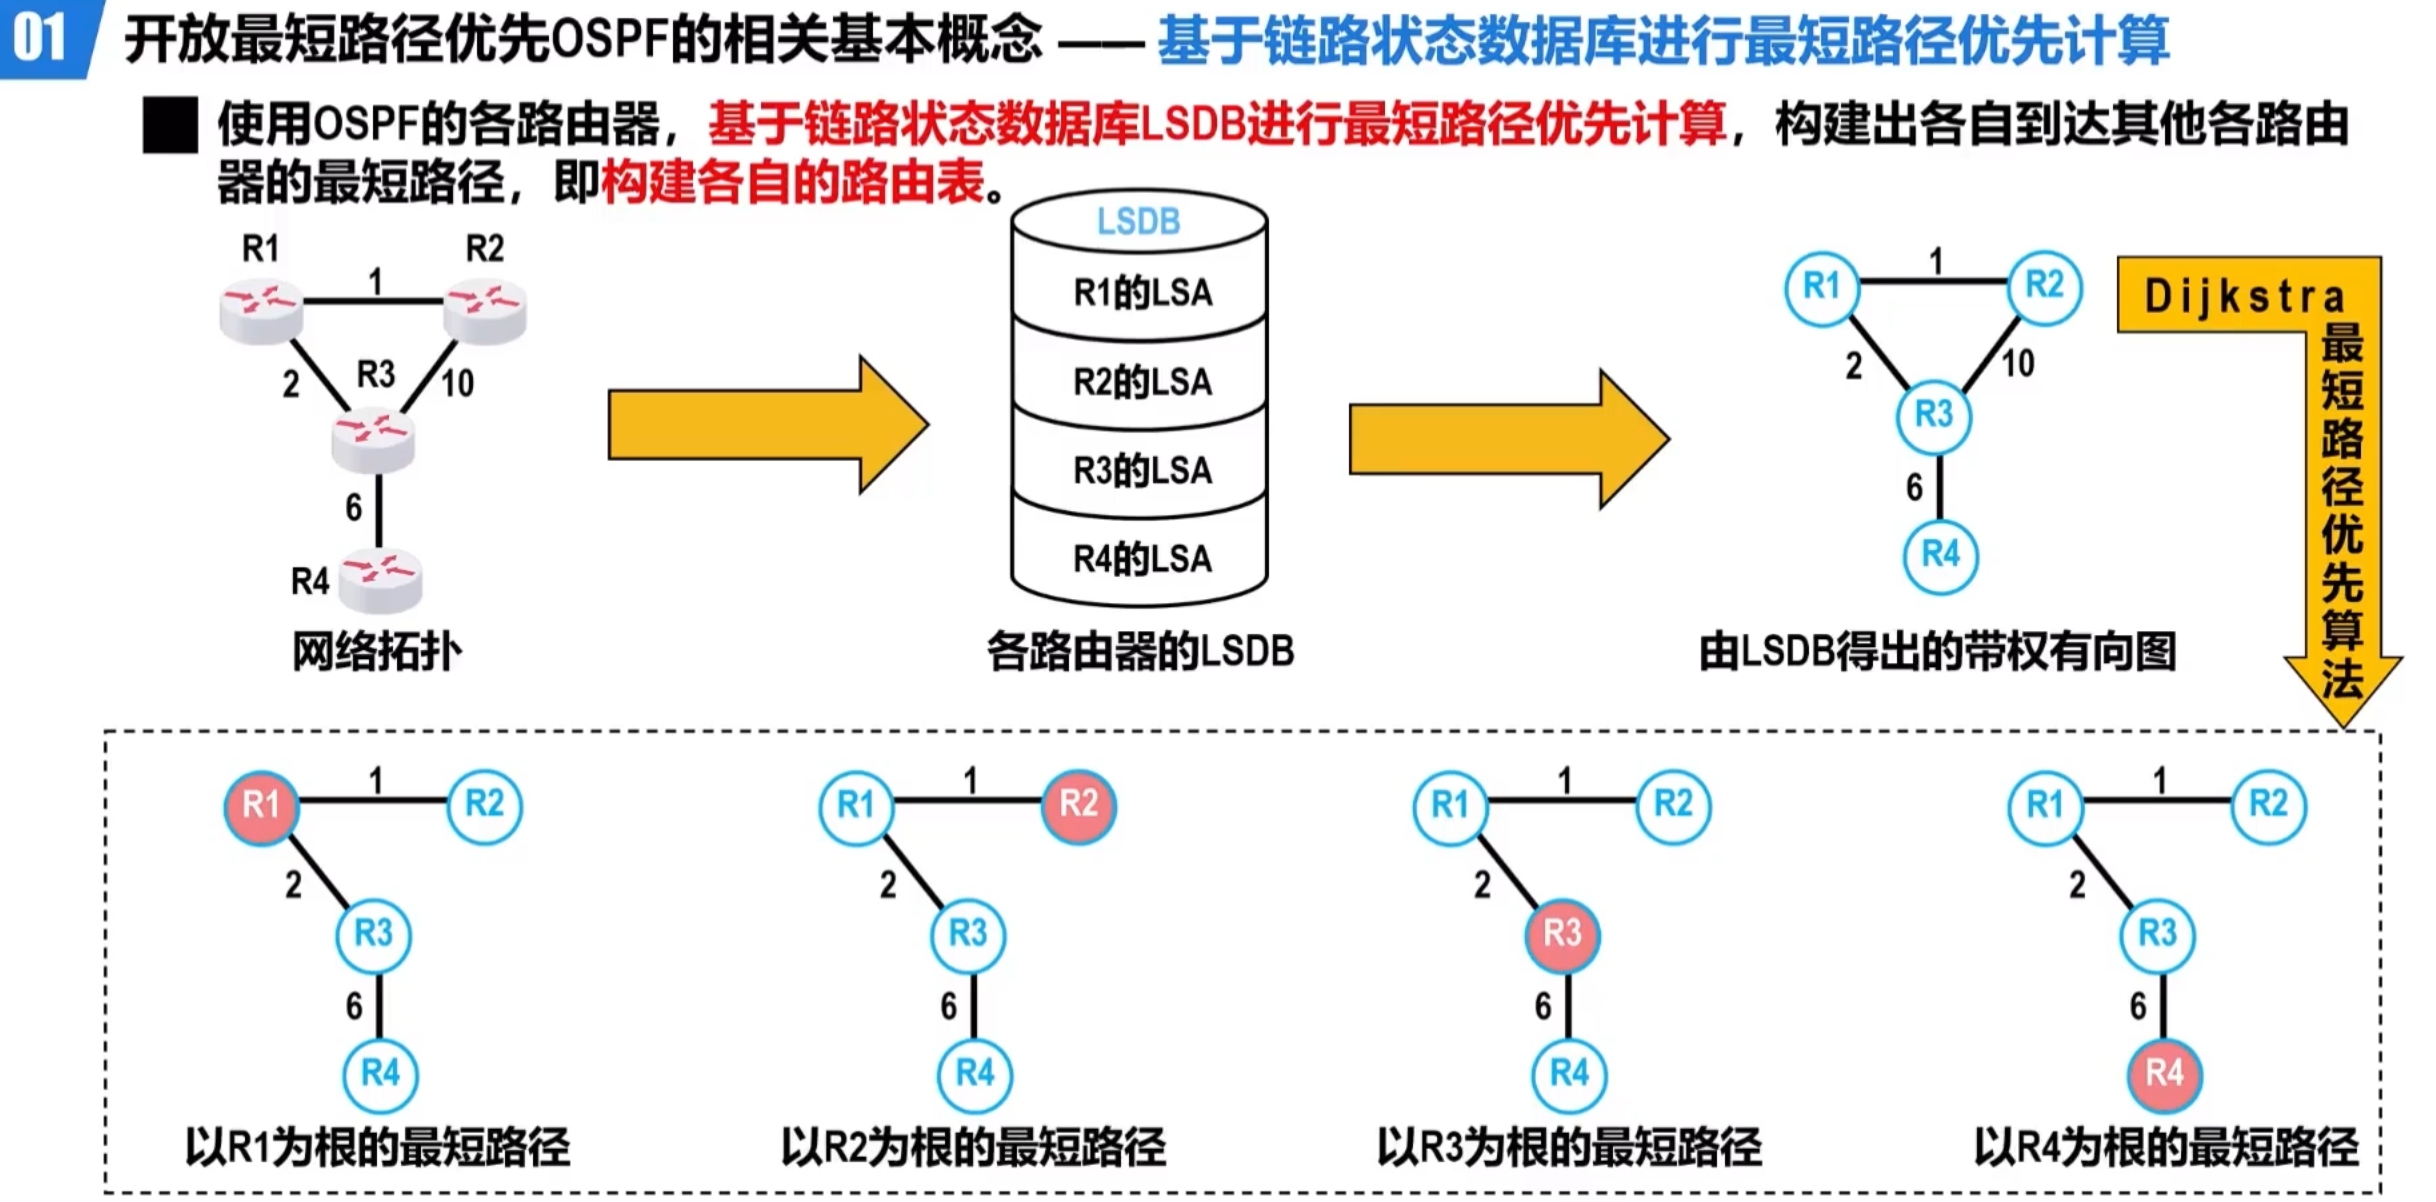 01 开放最短路径优先OSPF的相关基本概念 —— 基于链路状态数据库进行最短路径优先计算
使用OSPF的各路由器，基于链路状态数据库LSDB进行最短路径优先计算，构建出各自到达其他各路由
器的最短路径，即构建各自的路由表。
R1
R2
1
2
R3
10
6
R4
网络拓扑
LSDB
R1的LSA
R2的LSA
R3的LSA
R4的LSA
各路由器的LSDB
R1
1
R2
2
10
R3
6
R4
由LSDB得出的带权有向图
Dijkstra
最短路径优先算法
R1
1
R2
2
R3
6
R4
以R1为根的最短路径
R1
1
R2
2
R3
6
R4
以R2为根的最短路径
R1
1
R2
2
R3
6
R4
以R3为根的最短路径
R1
1
R2
2
R3
6
R4
以R4为根的最短路径